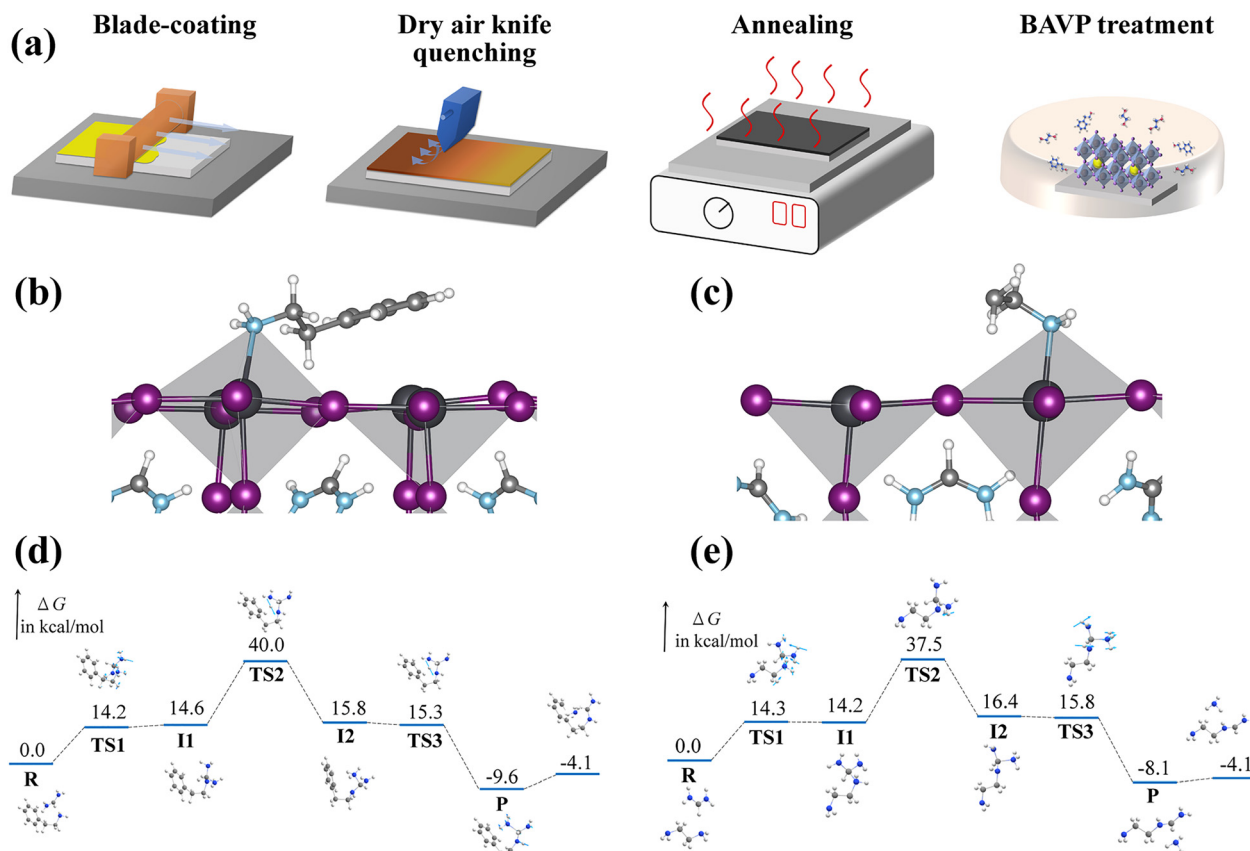 (a)
Blade-coating
Dry air knife
quenching
Annealing
BAVP treatment
(b)
(c)
(d)
Δ G
in kcal/mol
0.0
R
14.2
TS1
14.6
I1
40.0
TS2
15.8
I2
15.3
TS3
-9.6
P
-4.1
(e)
Δ G
in kcal/mol
0.0
R
14.3
TS1
14.2
I1
37.5
TS2
16.4
I2
15.8
TS3
-8.1
P
-4.1